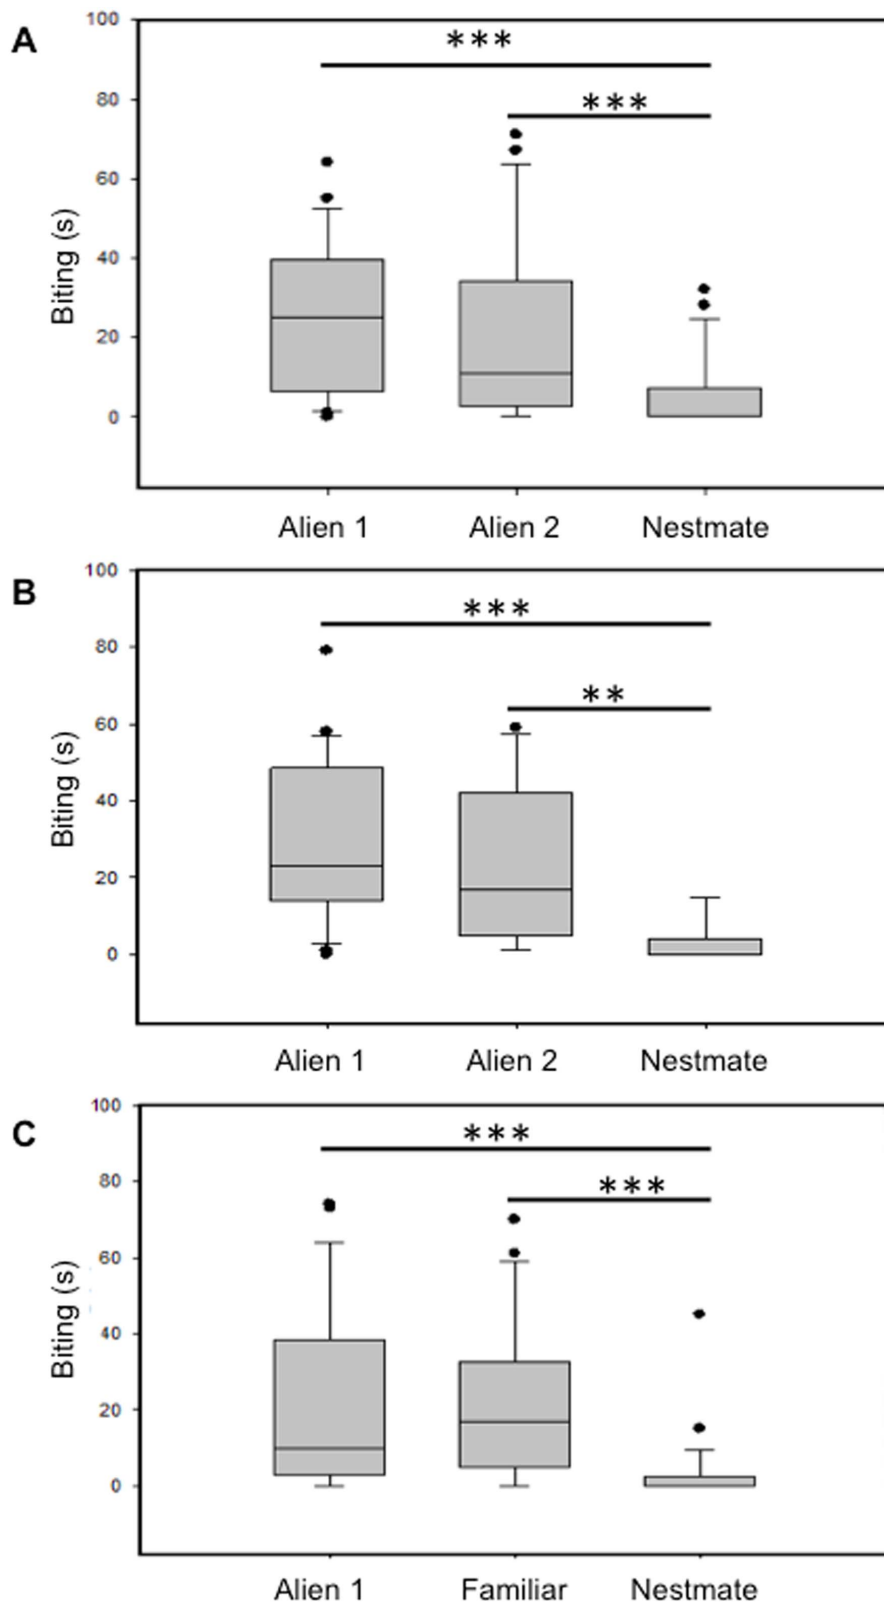 A
100
***
80
***
60
Biting (s)
40
20
0
Alien 1 Alien 2 Nestmate
B
100
***
80
**
60
Biting (s)
40
20
0
Alien 1 Alien 2 Nestmate
C
100
***
80
***
60
Biting (s)
40
20
0
Alien 1 Familiar Nestmate